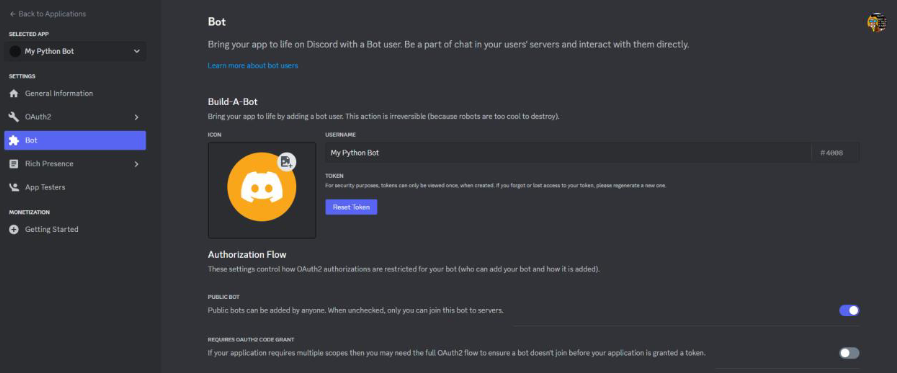 ← Back to Applications
SELECTED APP
My Python Bot
SETTINGS
General Information
OAuth2
Bot
Rich Presence
App Testers
MONETIZATION
Getting Started
Bot
Bring your app to life on Discord with a Bot user. Be a part of chat in your users' servers and interact with them directly.
Learn more about bot users
Build-A-Bot
Bring your app to life by adding a bot user. This action is irreversible (because robots are too cool to destroy).
ICON
USERNAME
My Python Bot
#4008
TOKEN
For security purposes, tokens can only be viewed once, when created. If you forgot or lost access to your token, please regenerate a new one.
Reset Token
Authorization Flow
These settings control how OAuth2 authorizations are restricted for your bot (who can add your bot and how it is added).
PUBLIC BOT
Public bots can be added by anyone. When unchecked, only you can join this bot to servers.
REQUIRES OAUTH2 CODE GRANT
If your application requires multiple scopes then you may need the full OAuth2 flow to ensure a bot doesn't join before your application is granted a token.